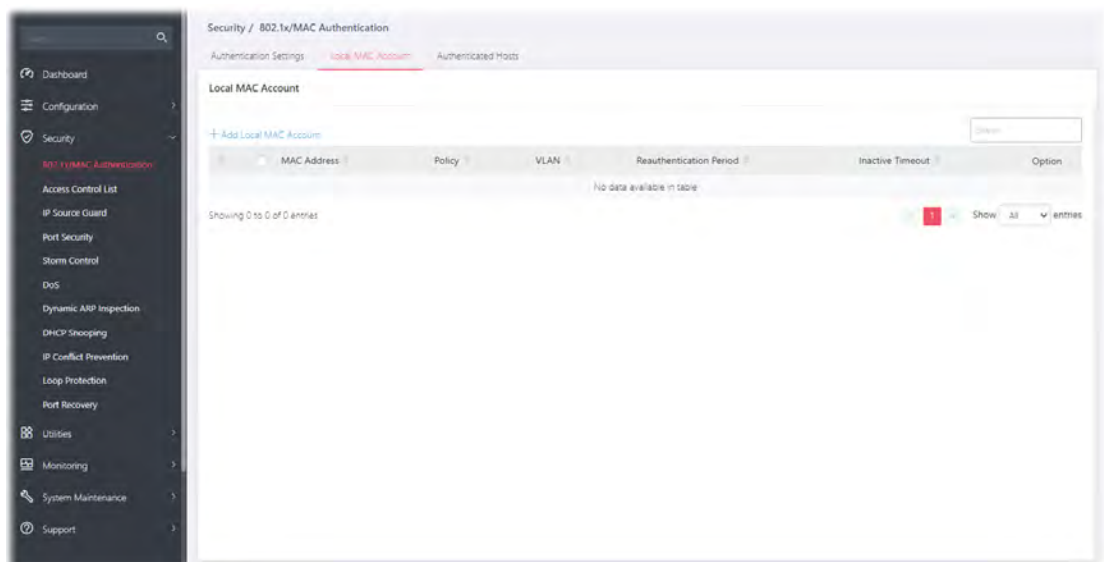 Security / 802.1x/MAC Authentication
Authentication Settings Local MAC Account Authenticated Hosts
Local MAC Account
+ Add Local MAC Account
Search
MAC Address Policy VLAN Reauthentication Period Inactive Timeout Option
No data available in table
Showing 0 to 0 of 0 entries
1 Show All entries
Dashboard
Configuration
Security
802.1x/MAC Authentication
Access Control List
IP Source Guard
Port Security
Storm Control
DoS
Dynamic ARP Inspection
DHCP Snooping
IP Conflict Prevention
Loop Protection
Port Recovery
Utilities
Monitoring
System Maintenance
Support